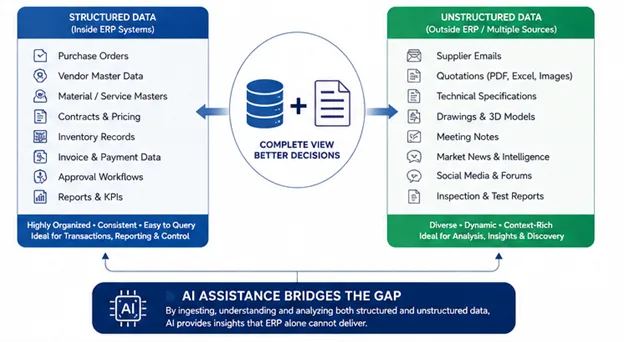 STRUCTURED DATA
(Inside ERP Systems)
Purchase Orders
Vendor Master Data
Material / Service Masters
Contracts & Pricing
Inventory Records
Invoice & Payment Data
Approval Workflows
Reports & KPIs
Highly Organized • Consistent • Easy to Query
Ideal for Transactions, Reporting & Control
COMPLETE VIEW
BETTER DECISIONS
UNSTRUCTURED DATA
(Outside ERP / Multiple Sources)
Supplier Emails
Quotations (PDF, Excel, Images)
Technical Specifications
Drawings & 3D Models
Meeting Notes
Market News & Intelligence
Social Media & Forums
Inspection & Test Reports
Diverse • Dynamic • Context-Rich
Ideal for Analysis, Insights & Discovery
AI
AI ASSISTANCE BRIDGES THE GAP
By ingesting, understanding and analyzing both structured and unstructured data,
AI provides insights that ERP alone cannot deliver.